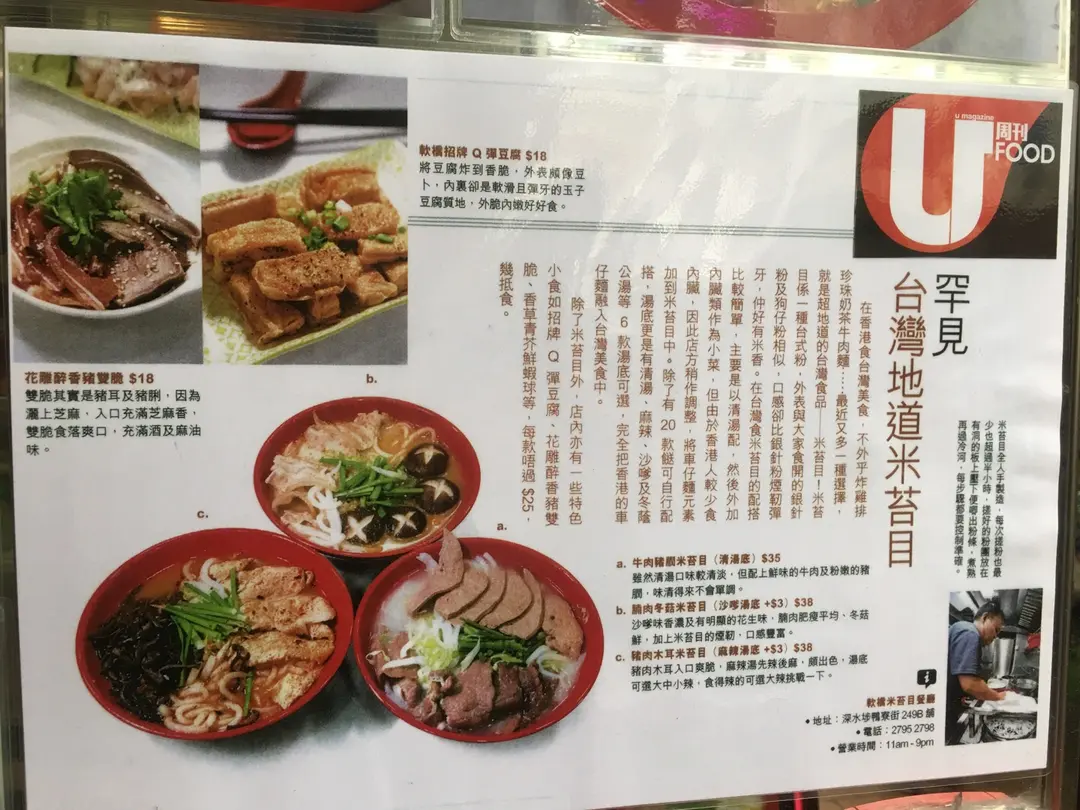 u magazine
U
周刊
FOOD
軟橋招牌 Q 彈豆腐 $18
將豆腐炸到香脆，外表頗像豆
卜，內裏卻是軟滑且彈牙的玉子
豆腐質地，外脆內嫩好好食。
花雕醉香豬雙脆 $18
雙脆其實是豬耳及豬脷，因為
灑上芝麻，入口充滿芝麻香，
雙脆食落爽口，充滿酒及麻油
味。
罕見
台灣地道米苔目
在香港食台灣美食，不外乎炸雞排
珍珠奶茶牛肉麵……最近又多一種選擇，
就是超地道的台灣食品——米苔目！米苔
目係一種台式粉，外表與大家食開的銀針
粉及狗仔粉相似，口感卻比銀針粉煙韌彈
牙，仲好有米香。在台灣食米苔目的配搭
比較簡單，主要是以清湯配，然後外加
內臟類作為小菜，但由於香港人較少食
內臟，因此店方稍作調整，將車仔麵元素
加到米苔目中。除了有 20 款餸可自行配
搭，湯底更是有清湯、麻辣、沙嗲及冬蔭
公湯等 6 款湯底可選，完全把香港的車
仔麵融入台灣美食中。
除了米苔目外，店內亦有一些特色
小食如招牌 Q 彈豆腐、花雕醉香豬雙
脆、香草青芥鮮蝦球等，每款唔過 $25，
幾抵食。
米苔目全人手製造，每次搓粉也最
少也超過半小時，搓好的粉團放在
有洞的板上壓下便唧出粉條，煮熟
再過冷河，每步驟都要控制準確。
b.
c.
a.
a. 牛肉豬膶米苔目（清湯底）$35
雖然清湯口味較清淡，但配上鮮味的牛肉及粉嫩的豬
膶，味清得來不會單調。
b. 腩肉冬菇米苔目（沙嗲湯底 +$3）$38
沙嗲味香濃及有明顯的花生味，腩肉肥瘦平均、冬菇
鮮，加上米苔目的煙韌，口感豐富。
c. 豬肉木耳米苔目（麻辣湯底 +$3）$38
豬肉木耳入口爽脆，麻辣湯先辣後麻，頗出色，湯底
可選大中小辣，食得辣的可選大辣挑戰一下。
i
軟橋米苔目餐廳
• 地址：深水埗鴨寮街 249B 舖
• 電話：2795 2798
• 營業時間：11am - 9pm